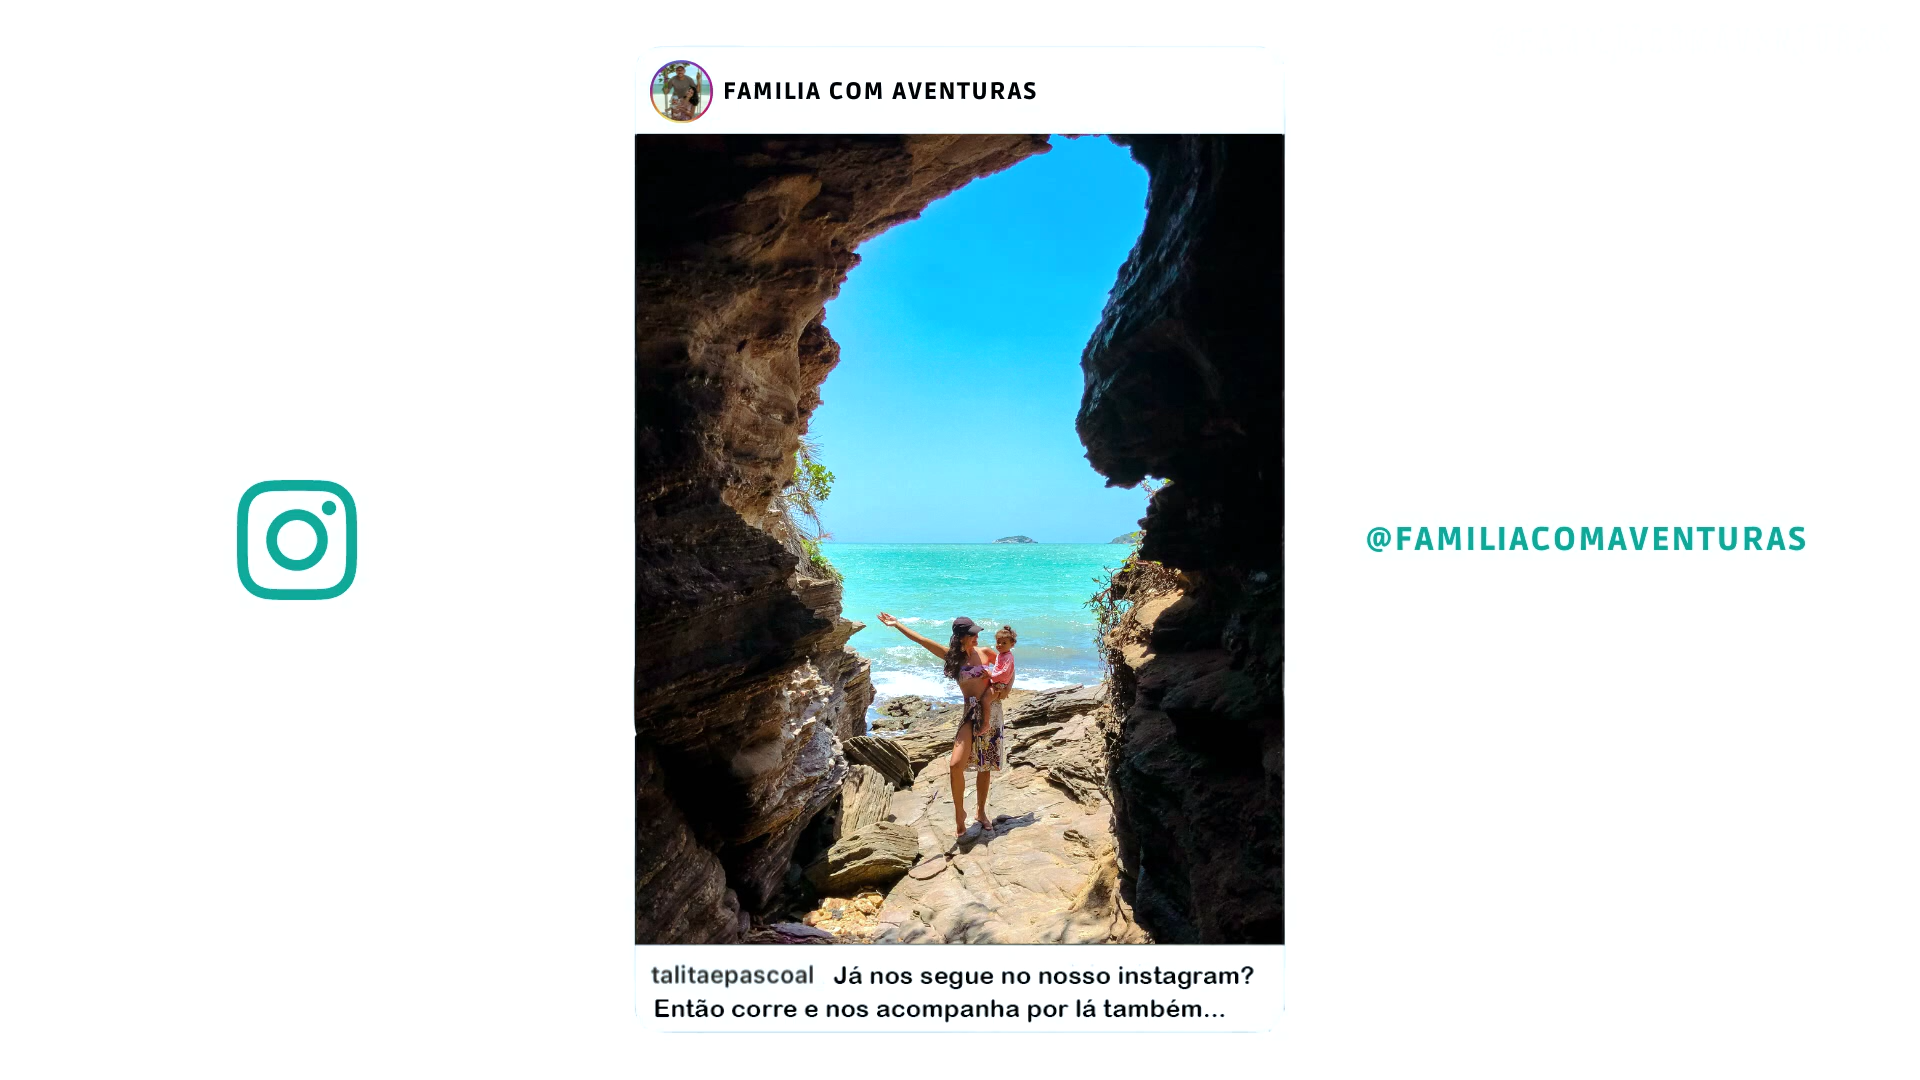 FAMILIA COM AVENTURAS
@FAMILIACOMAVENTURAS
talitaepascoal Já nos segue no nosso instagram?
Então corre e nos acompanha por lá também...